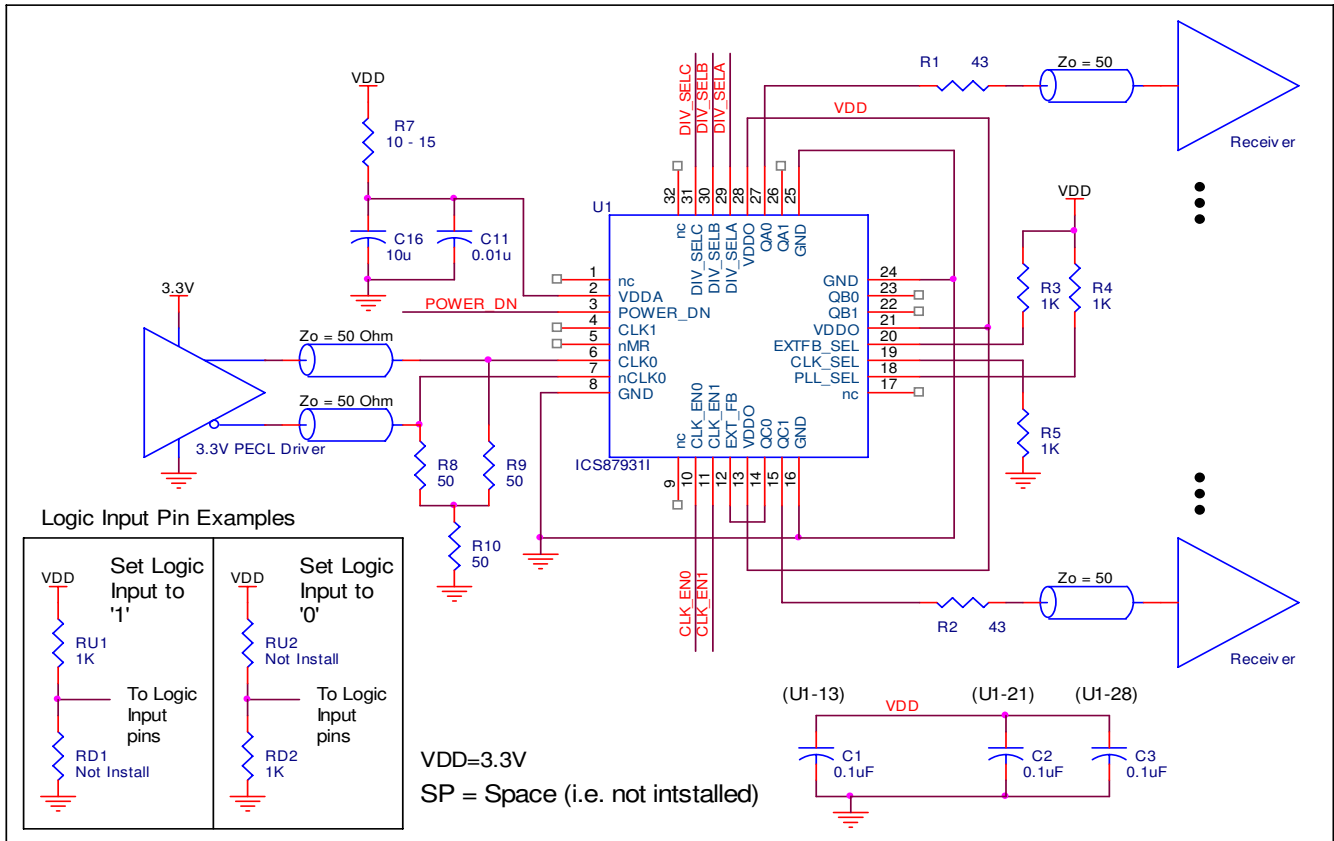 VDD
R7
10 - 15
C16
10u
C11
0.01u
DIV_SELC
DIV_SELB
DIV_SELA
VDD
R1 43
Zo = 50
Receiver
U1
32
31
30
29
28
27
26
25
nc
DIV_SELC
DIV_SELB
DIV_SELA
VDDO
QA0
QA1
GND
1 nc
2 VDDA
3 POWER_DN
4 CLK1
5 nMR
6 CLK0
7 nCLK0
8 GND
GND 24
QB0 23
QB1 22
VDDO 21
EXTFB_SEL 20
CLK_SEL 19
PLL_SEL 18
nc 17
nc
CLK_EN0
CLK_EN1
EXT_FB
VDDO
QC0
QC1
GND
9
10
11
12
13
14
15
16
ICS87931I
POWER_DN
3.3V
Zo = 50 Ohm
Zo = 50 Ohm
3.3V PECL Driver
R8
50
R9
50
R10
50
VDD
R3
1K
R4
1K
R5
1K
CLK_EN0
CLK_EN1
R2 43
Zo = 50
Receiver
Logic Input Pin Examples
VDD
Set Logic
Input to
'1'
RU1
1K
To Logic
Input
pins
RD1
Not Install
VDD
Set Logic
Input to
'0'
RU2
Not Install
To Logic
Input
pins
RD2
1K
VDD=3.3V
SP = Space (i.e. not intstalled)
(U1-13)
(U1-21)
(U1-28)
VDD
C1
0.1uF
C2
0.1uF
C3
0.1uF